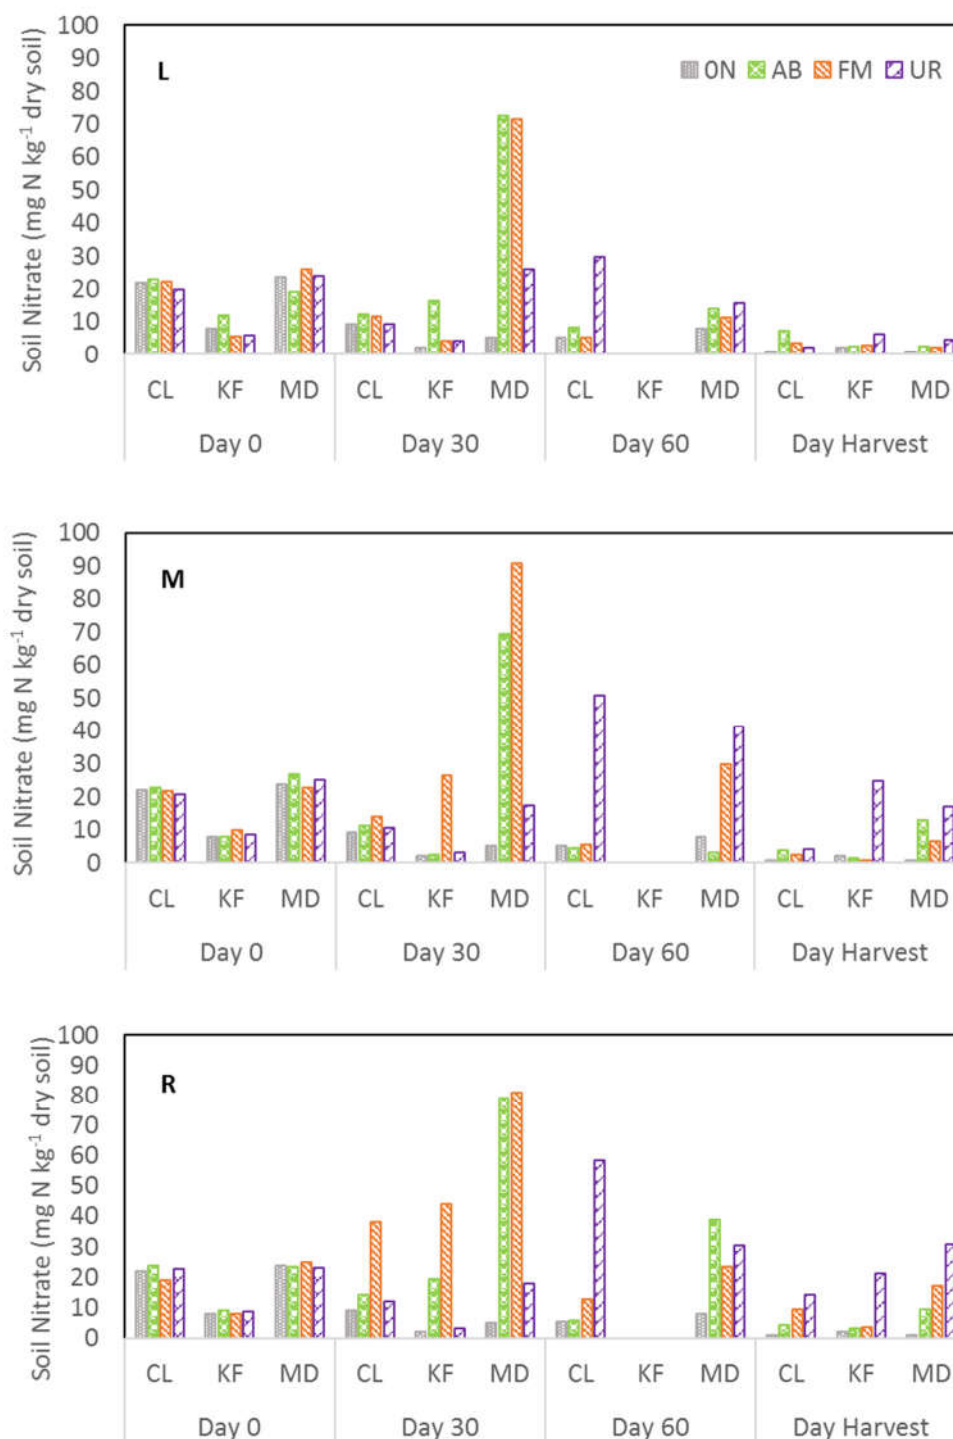 Soil Nitrate (mg N kg-1 dry soil)
100
90
80
70
60
50
40
30
20
10
0
L
0N AB FM UR
CL KF MD CL KF MD CL KF MD CL KF MD
Day 0 Day 30 Day 60 Day Harvest
Soil Nitrate (mg N kg-1 dry soil)
100
90
80
70
60
50
40
30
20
10
0
M
CL KF MD CL KF MD CL KF MD CL KF MD
Day 0 Day 30 Day 60 Day Harvest
Soil Nitrate (mg N kg-1 dry soil)
100
90
80
70
60
50
40
30
20
10
0
R
CL KF MD CL KF MD CL KF MD CL KF MD
Day 0 Day 30 Day 60 Day Harvest